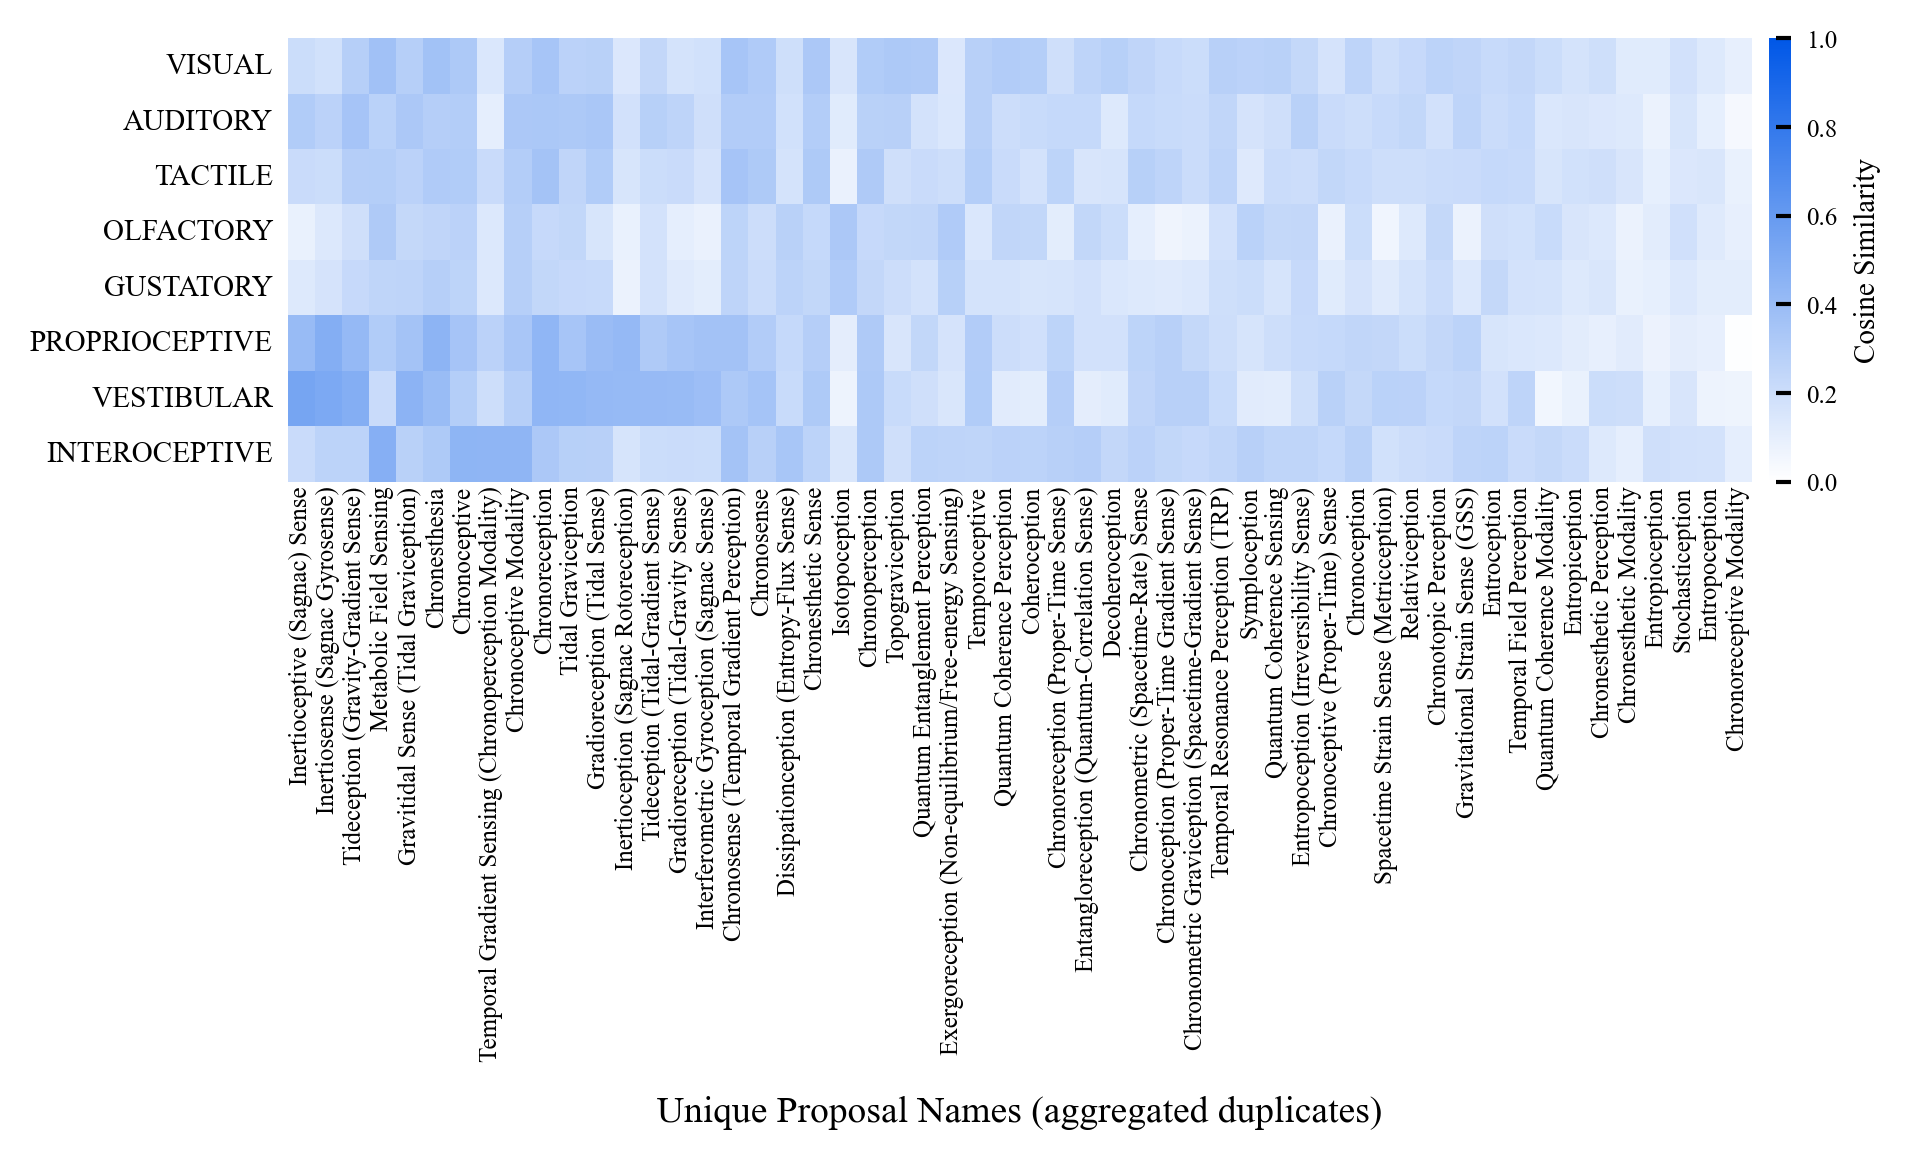 VISUAL
AUDITORY
TACTILE
OLFACTORY
GUSTATORY
PROPRIOCEPTIVE
VESTIBULAR
INTEROCEPTIVE
1.0
0.8
0.6
0.4
0.2
0.0
Cosine Similarity
Inertioceptive (Sagnac) Sense
Inertiosense (Sagnac Gyrosense)
Tideception (Gravity-Gradient Sense)
Metabolic Field Sensing
Gravitidal Sense (Tidal Graviception)
Chronesthesia
Chronoceptive
Temporal Gradient Sensing (Chronoperception Modality)
Chronoceptive Modality
Chronoreception
Tidal Graviception
Gradioreception (Tidal Sense)
Inertioception (Sagnac Rotoreception)
Tideception (Tidal-Gradient Sense)
Gradioreception (Tidal-Gravity Sense)
Interferometric Gyroception (Sagnac Sense)
Chronosense (Temporal Gradient Perception)
Chronosense
Dissipationception (Entropy-Flux Sense)
Chronesthetic Sense
Isotopoception
Chronoperception
Topograviception
Quantum Entanglement Perception
Exergoreception (Non-equilibrium/Free-energy Sensing)
Temporoceptive
Quantum Coherence Perception
Coheroception
Chronoreception (Proper-Time Sense)
Entangloreception (Quantum-Correlation Sense)
Decoheroception
Chronometric (Spacetime-Rate) Sense
Chronoception (Proper-Time Gradient Sense)
Chronometric Graviception (Spacetime-Gradient Sense)
Temporal Resonance Perception (TRP)
Symploception
Quantum Coherence Sensing
Entropoception (Irreversibility Sense)
Chronoceptive (Proper-Time) Sense
Chronoception
Spacetime Strain Sense (Metricception)
Relativiception
Chronotopic Perception
Gravitational Strain Sense (GSS)
Entroception
Temporal Field Perception
Quantum Coherence Modality
Entropiception
Chronesthetic Perception
Chronesthetic Modality
Entropioception
Stochastiception
Entropoception
Chronoreceptive Modality
Unique Proposal Names (aggregated duplicates)